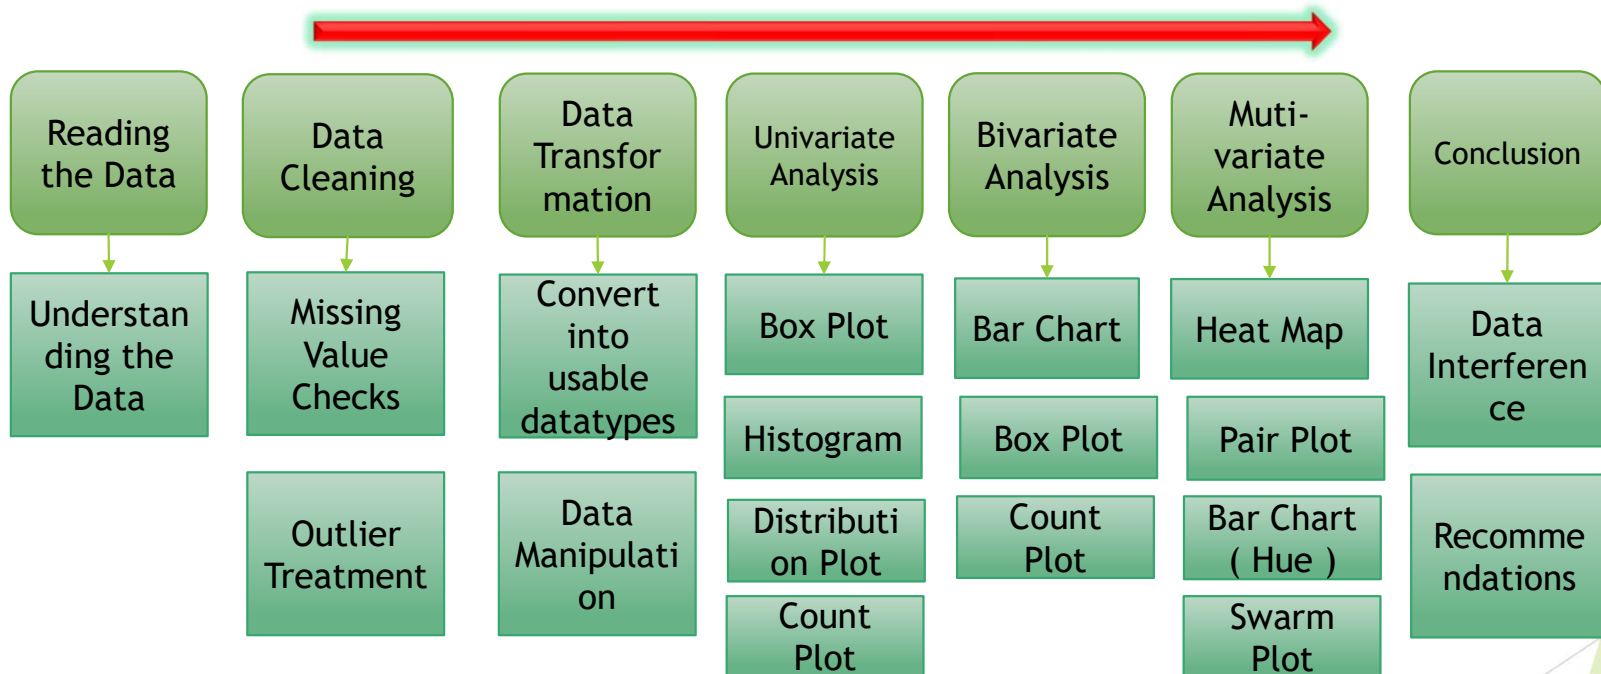 Reading
the Data
Data
Cleaning
Data
Transfor
mation
Univariate
Analysis
Bivariate
Analysis
Muti-
variate
Analysis
Conclusion
Understan
ding the
Data
Missing
Value
Checks
Convert
into
usable
datatypes
Box Plot
Bar Chart
Heat Map
Data
Interferen
ce
Histogram
Box Plot
Pair Plot
Outlier
Treatment
Data
Manipulati
on
Distributi
on Plot
Count
Plot
Bar Chart
( Hue )
Recomme
ndations
Count
Plot
Swarm
Plot